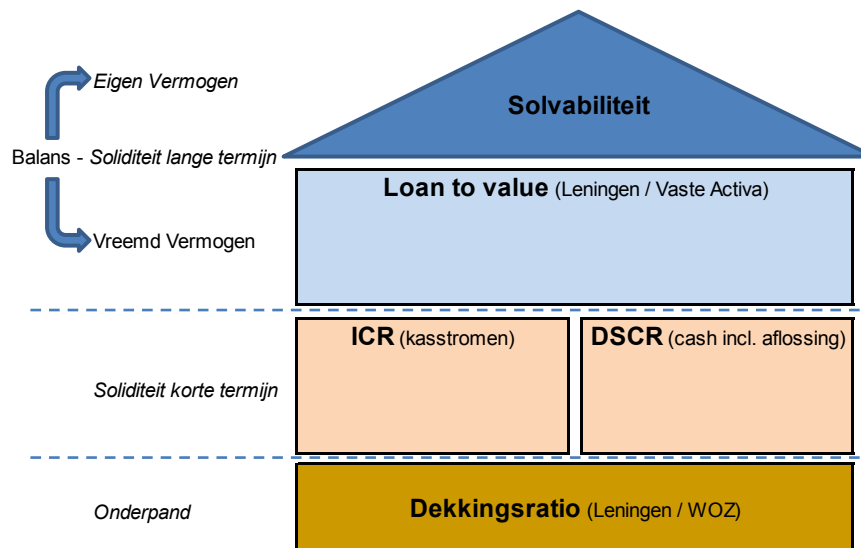 Eigen Vermogen
Solvabiliteit
Balans - Soliditeit lange termijn
Loan to value (Leningen / Vaste Activa)
Vreemd Vermogen
ICR (kasstromen)
DSCR (cash incl. aflossing)
Soliditeit korte termijn
Onderpand
Dekkingsratio (Leningen / WOZ)